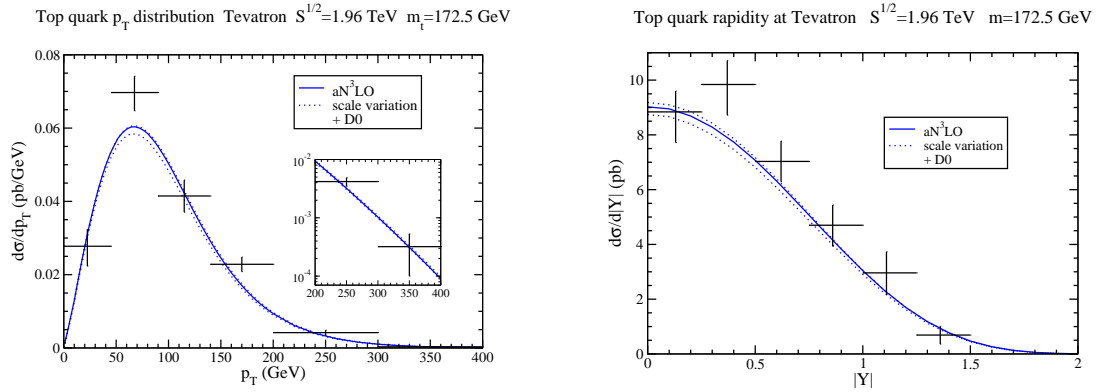 Top quark p_T distribution Tevatron S^1/2=1.96 TeV m_t=172.5 GeV
0.08
0.06
0.04
0.02
0
dσ/dp_T (pb/GeV)
aN^3LO
scale variation
+ D0
10^-2
10^-3
10^-4
200 250 300 350 400
0 50 100 150 200 250 300 350 400
p_T (GeV)
Top quark rapidity at Tevatron S^1/2=1.96 TeV m=172.5 GeV
10
8
6
4
2
0
dσ/d|Y| (pb)
aN^3LO
scale variation
+ D0
0 0.5 1 1.5 2
|Y|